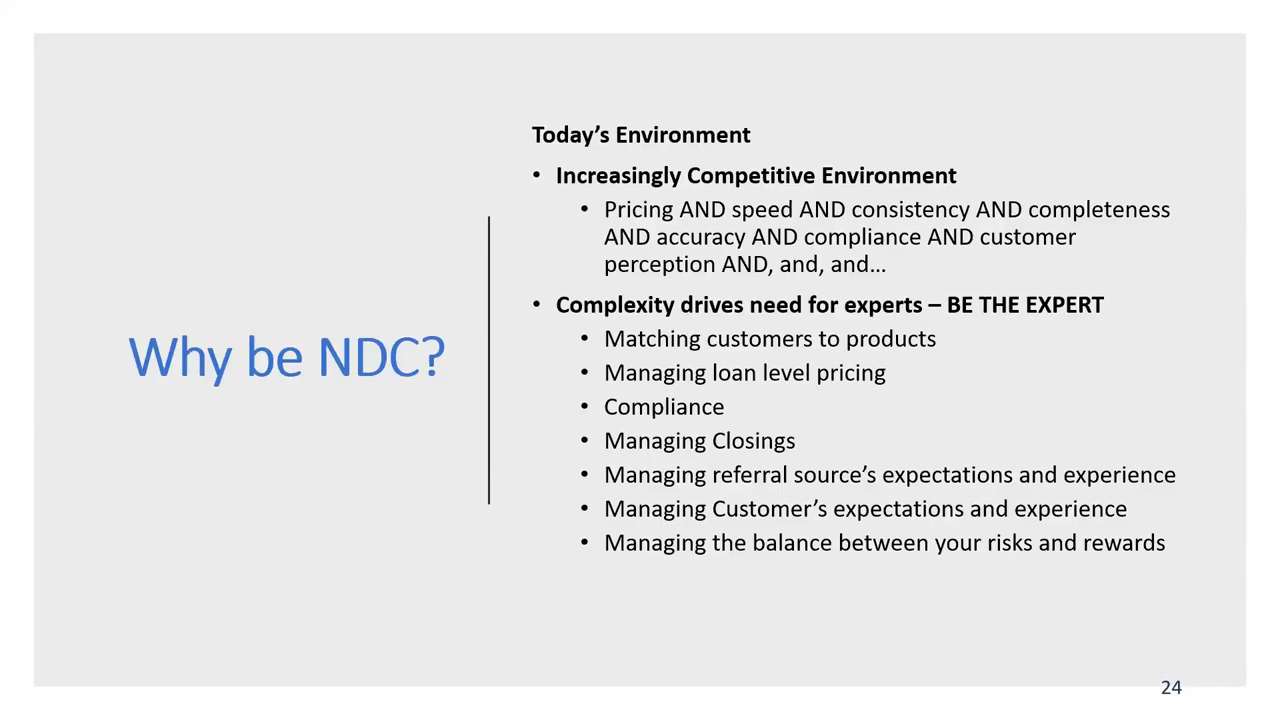 Why be NDC?
Today's Environment
• Increasingly Competitive Environment
• Pricing AND speed AND consistency AND completeness
AND accuracy AND compliance AND customer
perception AND, and, and…
• Complexity drives need for experts – BE THE EXPERT
• Matching customers to products
• Managing loan level pricing
• Compliance
• Managing Closings
• Managing referral source's expectations and experience
• Managing Customer's expectations and experience
• Managing the balance between your risks and rewards
24